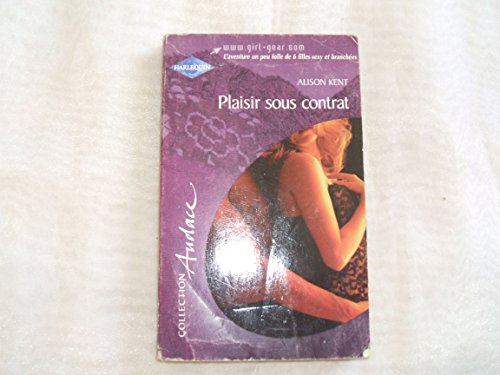 www.girl-gear.com
L'aventure un peu folle de 6 filles sexy et branchées
HARLEQUIN
ALISON KENT
Plaisir sous contrat
COLLECTION Audace